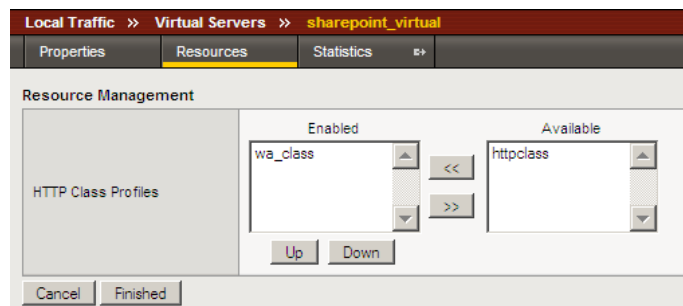 Local Traffic » Virtual Servers » sharepoint_virtual
Properties Resources Statistics
Resource Management
Enabled Available
wa_class << httpclass
HTTP Class Profiles
>>
Up Down
Cancel Finished